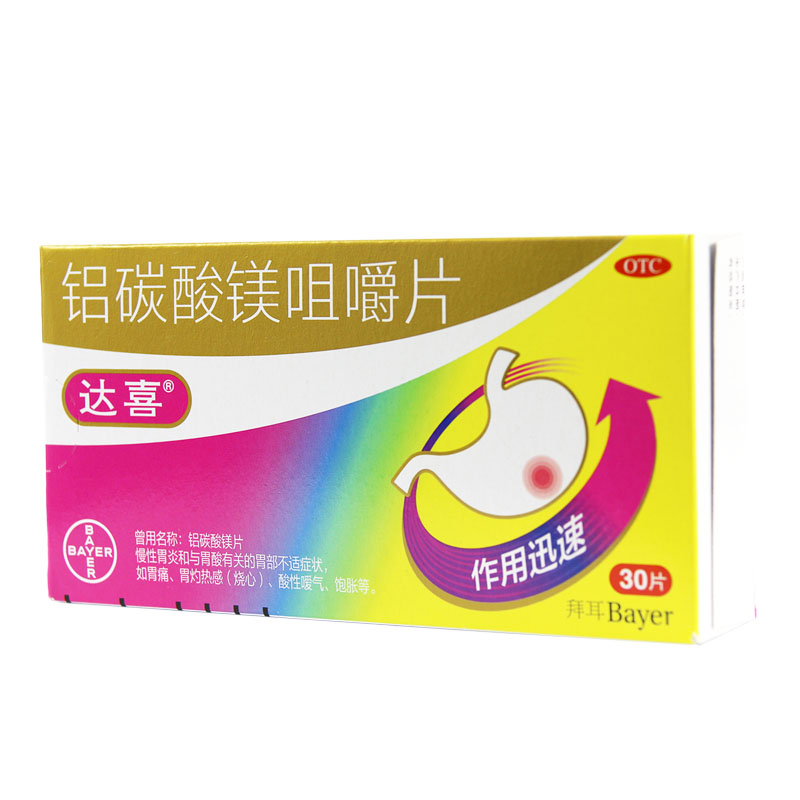 铝碳酸镁咀嚼片
OTC
达喜®
作用迅速
BAYER
BAYER
曾用名称：铝碳酸镁片
慢性胃炎和与胃酸有关的胃部不适症状，
如胃痛、胃灼热感（烧心）、酸性嗳气、饱胀等。
30片
拜耳Bayer